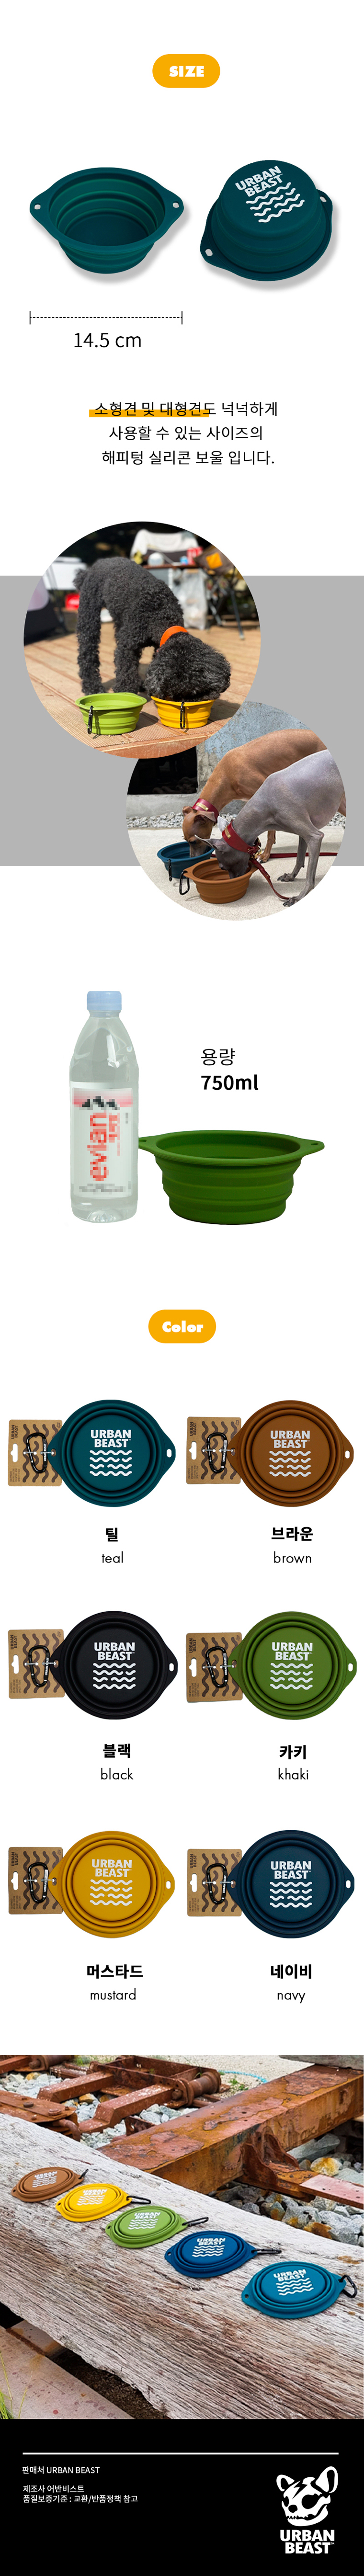 SIZE
URBAN
BEAST
14.5 cm
소형견 및 대형견도 넉넉하게
사용할 수 있는 사이즈의
해피텅 실리콘 보울 입니다.
용량
750ml
Color
URBAN
BEAST
URBAN
BEAST
틸
teal
브라운
brown
URBAN
BEAST
URBAN
BEAST
블랙
black
카키
khaki
URBAN
BEAST
URBAN
BEAST
머스타드
mustard
네이비
navy
URBAN
BEAST
URBAN
BEAST
판매처 URBAN BEAST
제조사 어반비스트
품질보증기준 : 교환/반품정책 참고
URBAN
BEAST